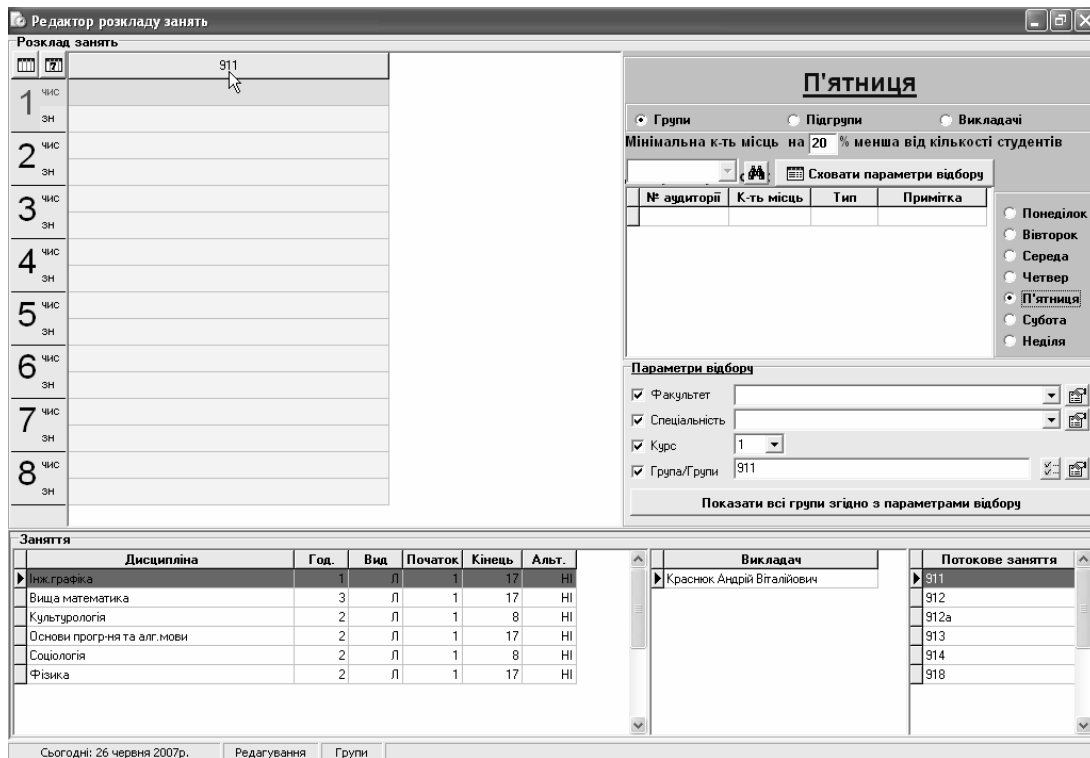 Редактор розкладу занять
Розклад занять
911
1 чис
зн
2 чис
зн
3 чис
зн
4 чис
зн
5 чис
зн
6 чис
зн
7 чис
зн
8 чис
зн
П'ятниця
Групи Підгрупи Викладачі
Мінімальна к-ть місць на 20 % менша від кількості студентів
Сховати параметри відбору
№ аудиторії К-ть місць Тип Примітка
Понеділок
Вівторок
Середа
Четвер
П'ятниця
Субота
Неділя
Параметри відбору
Факультет
Спеціальність
Курс 1
Група/Групи 911
Показати всі групи згідно з параметрами відбору
Заняття
Дисципліна Год. Вид Початок Кінець Альт.
Інж.графіка 1 Л 1 17 НІ
Вища математика 3 Л 1 17 НІ
Культурологія 2 Л 1 8 НІ
Основи прогр-ня та алг.мови 2 Л 1 17 НІ
Соціологія 2 Л 1 8 НІ
Фізика 2 Л 1 17 НІ
Викладач
Краснюк Андрій Віталійович
Потокове заняття
911
912
912а
913
914
918
Сьогодні: 26 червня 2007р. Редагування Групи